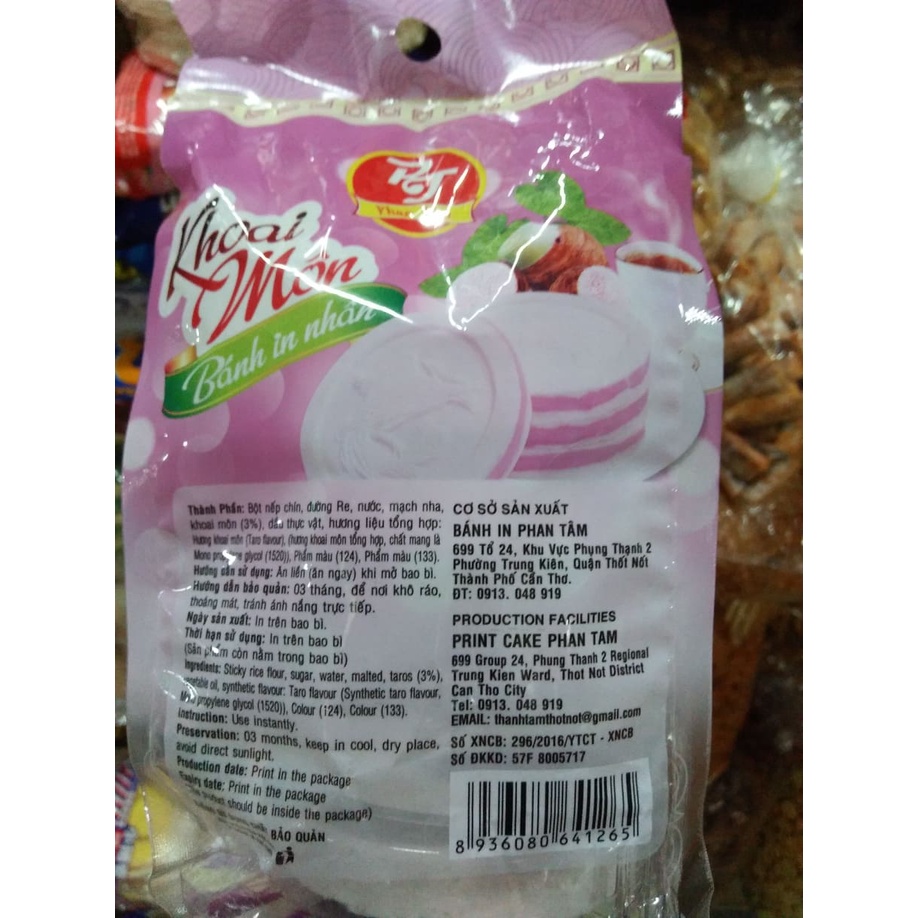 Khoai
Môn
Bánh in nhân
Thành Phần: Bột nếp chín, đường Re, nước, mạch nha,
khoai môn (3%), dầu thực vật, hương liệu tổng hợp:
Hương khoai môn (Taro flavour), (hương khoai môn tổng hợp, chất mang là
Mono propylene glycol (1520)), Phẩm màu (124), Phẩm màu (133).
Hướng dẫn sử dụng: Ăn liền (ăn ngay) khi mở bao bì.
Hướng dẫn bảo quản: 03 tháng, để nơi khô ráo,
thoáng mát, tránh ánh nắng trực tiếp.
Ngày sản xuất: In trên bao bì.
Thời hạn sử dụng: In trên bao bì
(Sản phẩm còn nằm trong bao bì)
Ingredients: Sticky rice flour, sugar, water, malted, taros (3%),
vegetable oil, synthetic flavour: Taro flavour (Synthetic taro flavour,
propylene glycol (1520)), Colour (124), Colour (133).
Instruction: Use instantly.
Preservation: 03 months, keep in cool, dry place,
avoid direct sunlight.
Production date: Print in the package
Expiry date: Print in the package
should be inside the package)
BẢO QUẢN
CƠ SỞ SẢN XUẤT
BÁNH IN PHAN TÂM
699 Tổ 24, Khu Vực Phụng Thạnh 2
Phường Trung Kiên, Quận Thốt Nốt
Thành Phố Cần Thơ.
ĐT: 0913. 048 919
PRODUCTION FACILITIES
PRINT CAKE PHAN TAM
699 Group 24, Phung Thanh 2 Regional
Trung Kien Ward, Thot Not District
Can Tho City
Tel: 0913. 048 919
EMAIL: thanhtamthotnot@gmail.com
Số XNCB: 296/2016/YTCT - XNCB
Số ĐKKD: 57F 8005717
8 936080 641265